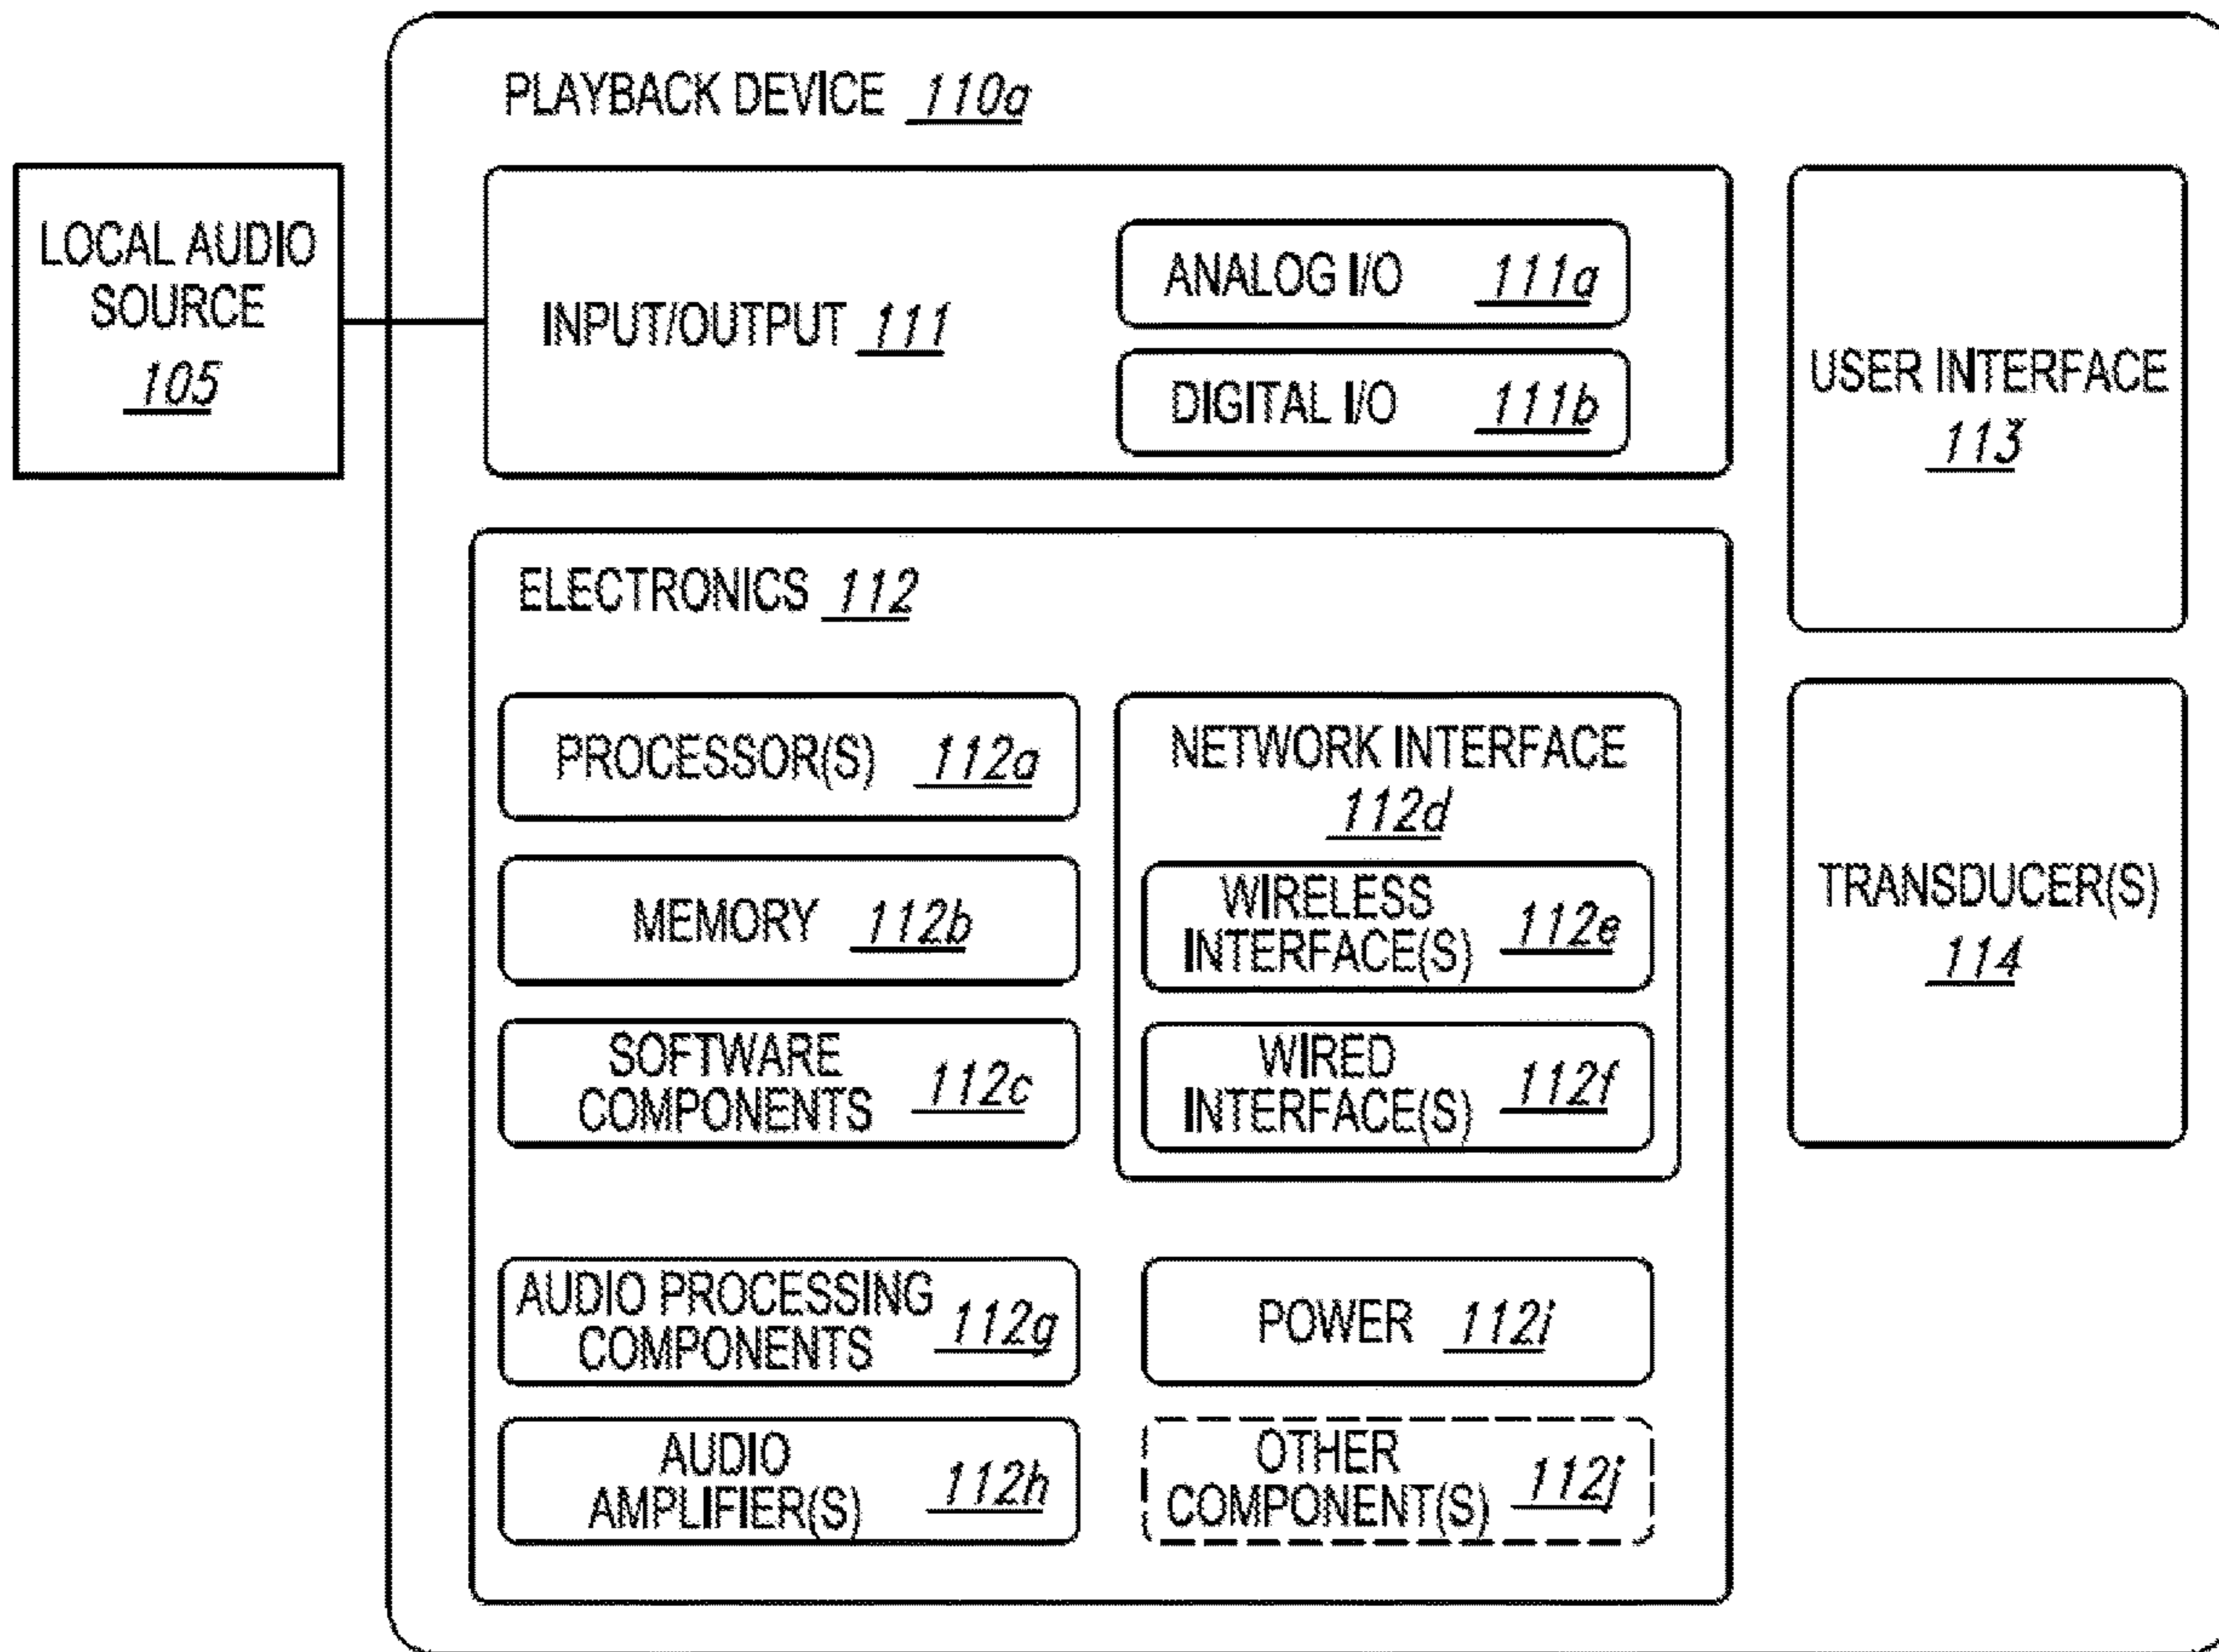 PLAYBACK DEVICE 110a
LOCAL AUDIO
SOURCE
105
INPUT/OUTPUT 111
ANALOG I/O 111a
DIGITAL I/O 111b
USER INTERFACE
113
ELECTRONICS 112
PROCESSOR(S) 112a
MEMORY 112b
SOFTWARE
COMPONENTS 112c
NETWORK INTERFACE
112d
WIRELESS
INTERFACE(S) 112e
WIRED
INTERFACE(S) 112f
TRANSDUCER(S)
114
AUDIO PROCESSING
COMPONENTS 112g
POWER 112i
AUDIO
AMPLIFIER(S) 112h
OTHER
COMPONENT(S) 112j